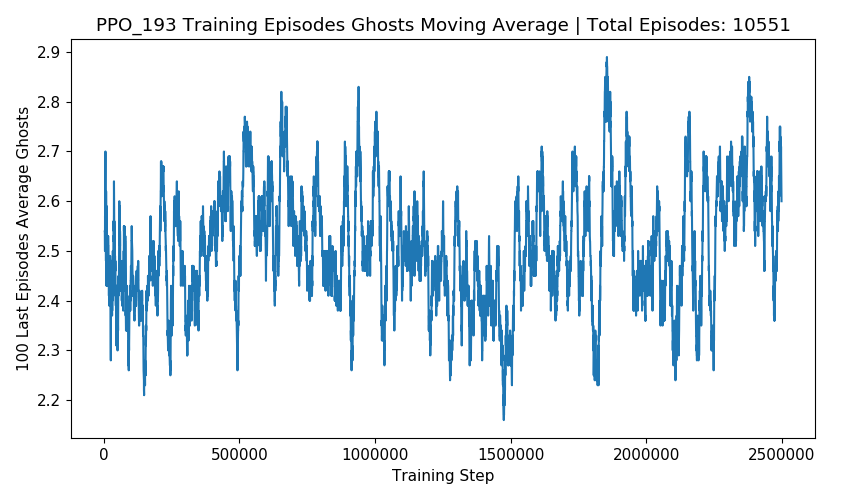 PPO_193 Training Episodes Ghosts Moving Average | Total Episodes: 10551
2.9
2.8
2.7
2.6
2.5
2.4
2.3
2.2
100 Last Episodes Average Ghosts
0 500000 1000000 1500000 2000000 2500000
Training Step